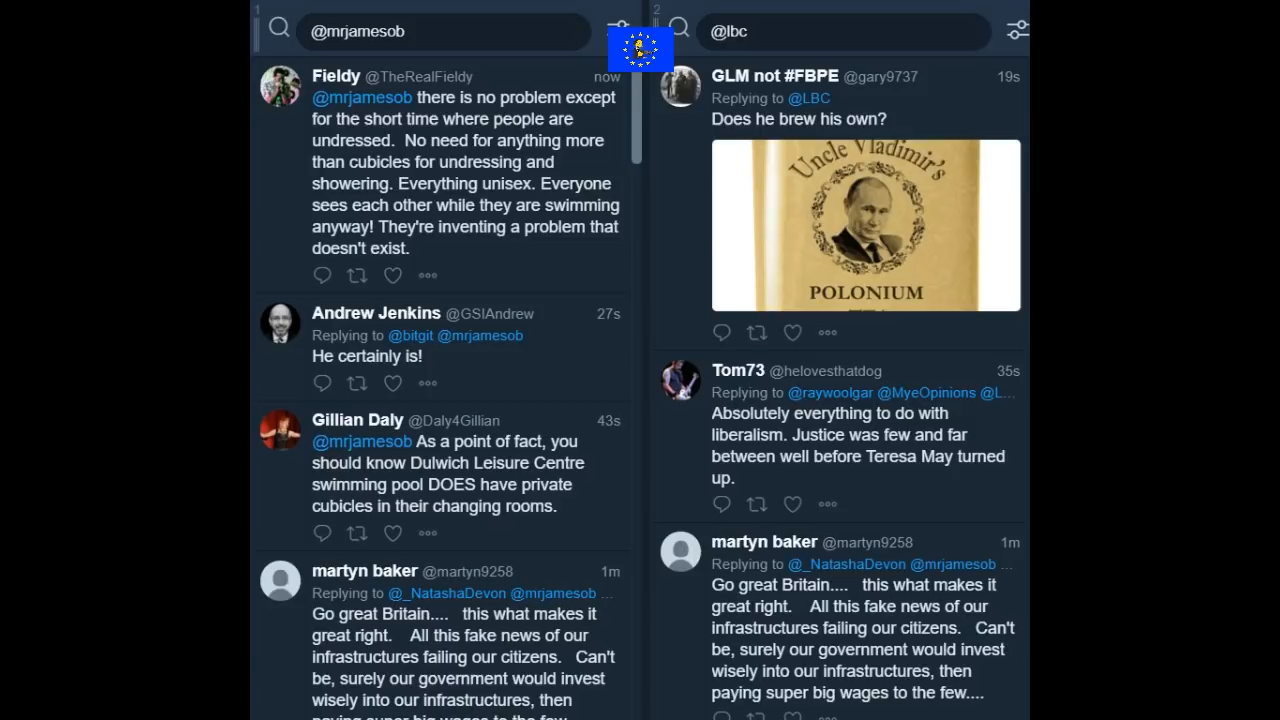 1
@mrjamesob
Fieldy @TheRealFieldy now
@mrjamesob there is no problem except
for the short time where people are
undressed. No need for anything more
than cubicles for undressing and
showering. Everything unisex. Everyone
sees each other while they are swimming
anyway! They're inventing a problem that
doesn't exist.
Andrew Jenkins @GSIAndrew 27s
Replying to @bitgit @mrjamesob
He certainly is!
Gillian Daly @Daly4Gillian 43s
@mrjamesob As a point of fact, you
should know Dulwich Leisure Centre
swimming pool DOES have private
cubicles in their changing rooms.
martyn baker @martyn9258 1m
Replying to @_NatashaDevon @mrjamesob ...
Go great Britain.... this what makes it
great right. All this fake news of our
infrastructures failing our citizens. Can't
be, surely our government would invest
wisely into our infrastructures, then
paying super big wages to the few....
2
@lbc
GLM not #FBPE @gary9737 19s
Replying to @LBC
Does he brew his own?
Uncle Vladimir's
POLONIUM
Tom73 @helovesthatdog 35s
Replying to @raywoolgar @MyeOpinions @L...
Absolutely everything to do with
liberalism. Justice was few and far
between well before Teresa May turned
up.
martyn baker @martyn9258 1m
Replying to @_NatashaDevon @mrjamesob ...
Go great Britain.... this what makes it
great right. All this fake news of our
infrastructures failing our citizens. Can't
be, surely our government would invest
wisely into our infrastructures, then
paying super big wages to the few....